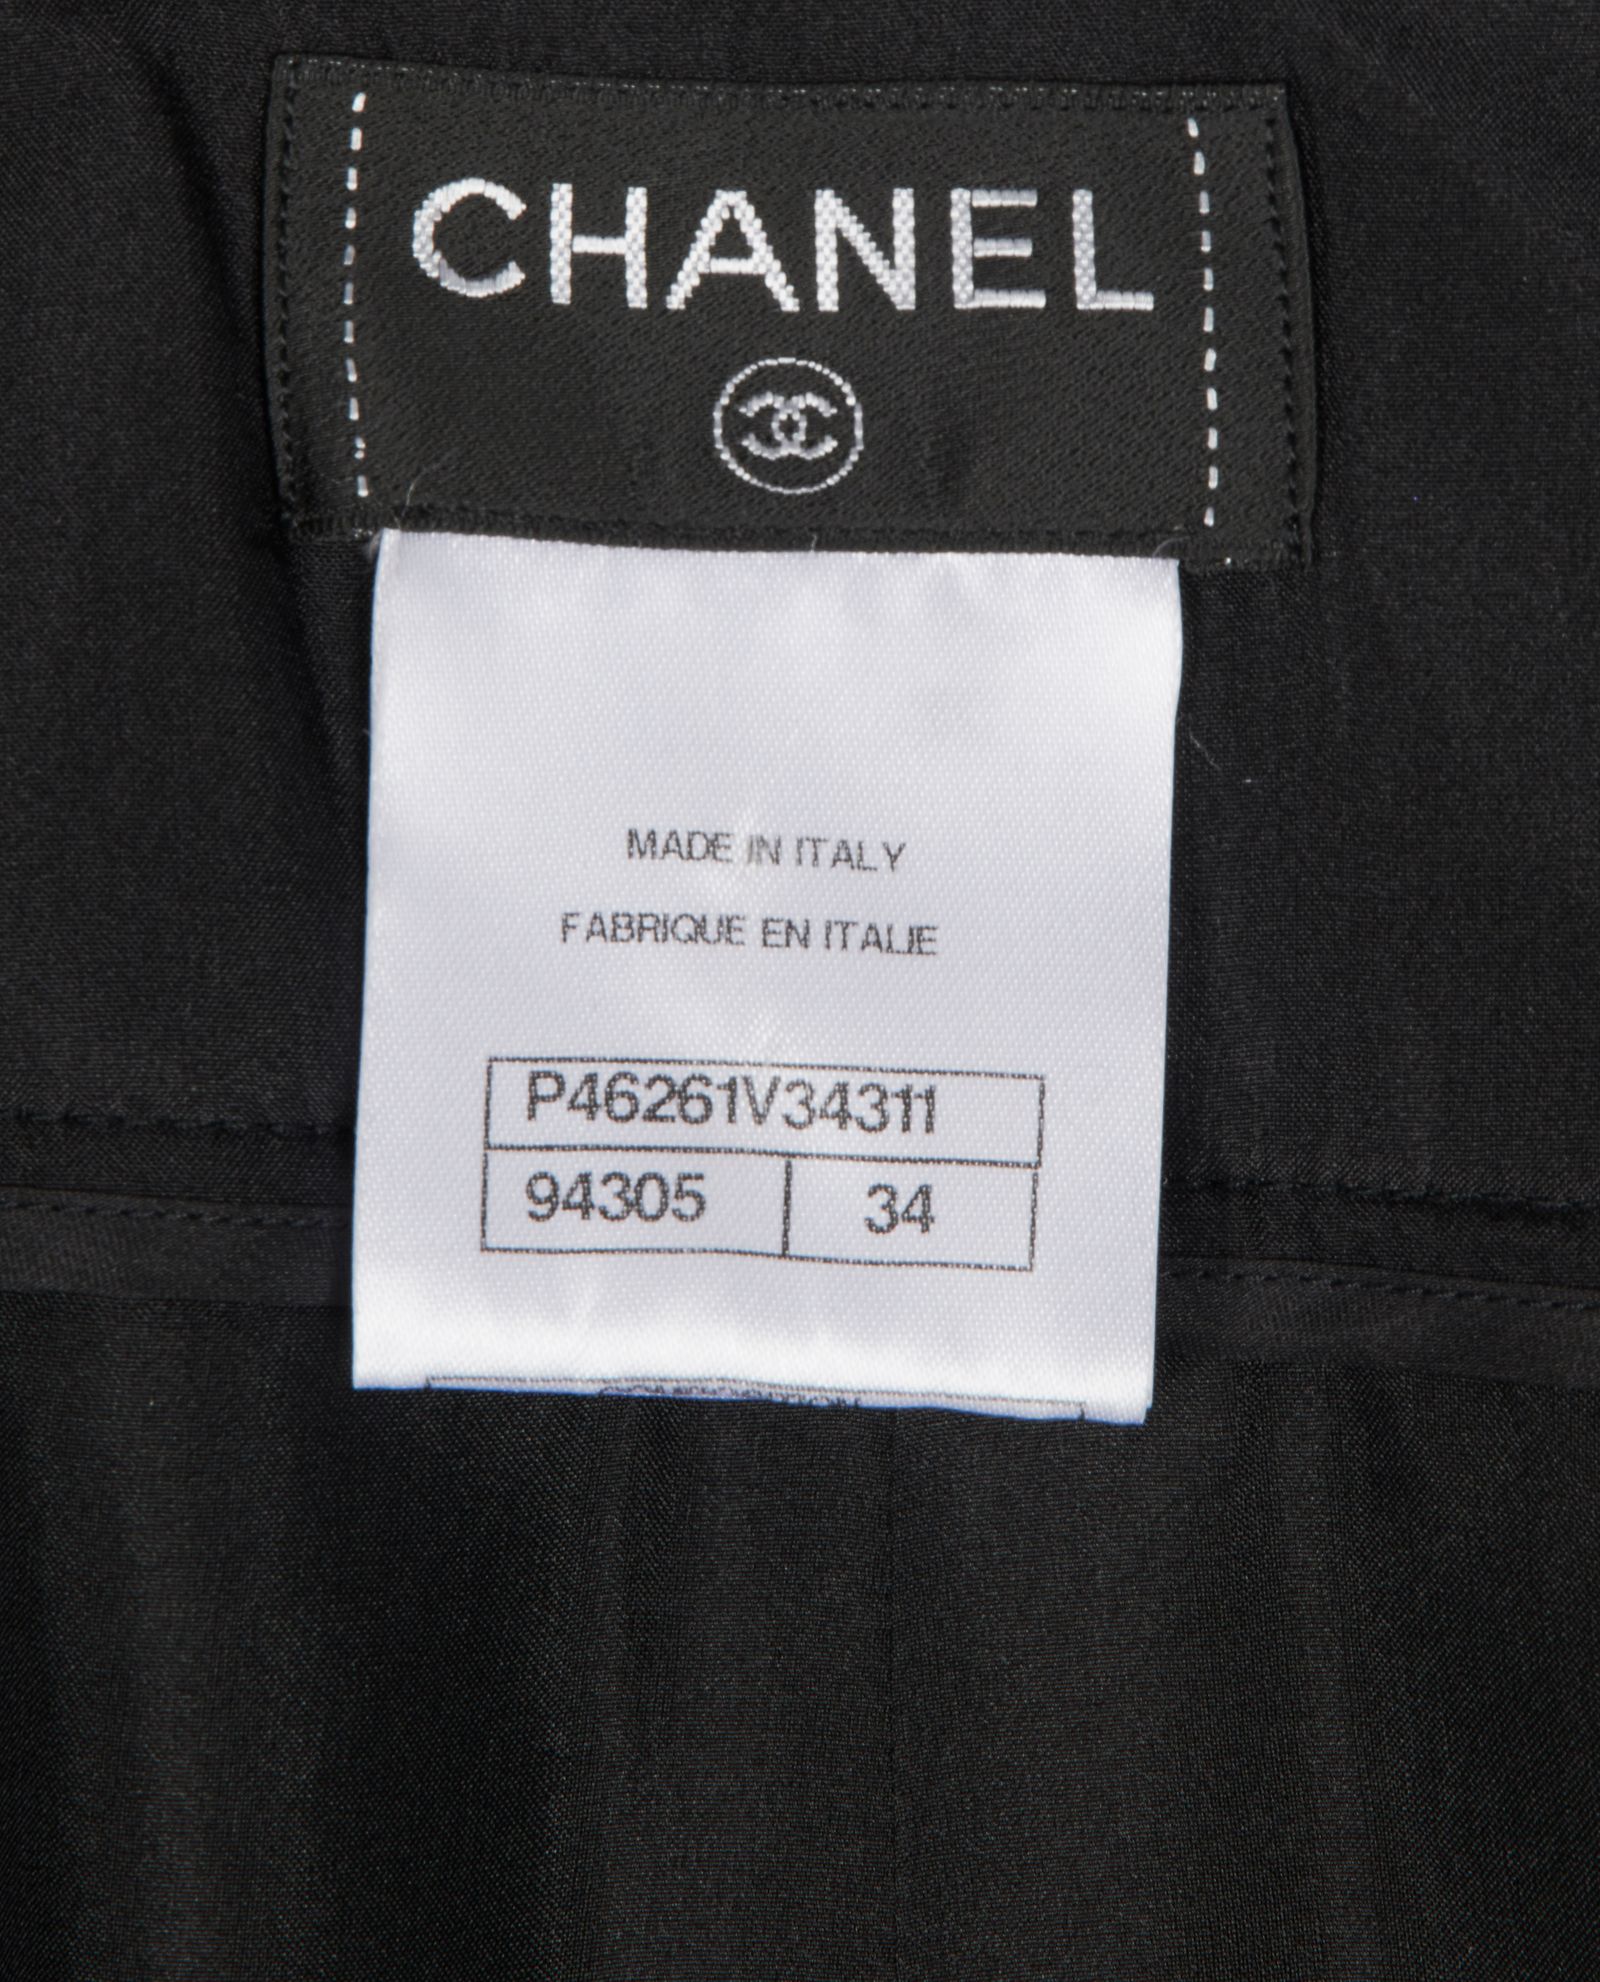 CHANEL
MADE IN ITALY
FABRIQUE EN ITALIE
P46261V34311
94305 34